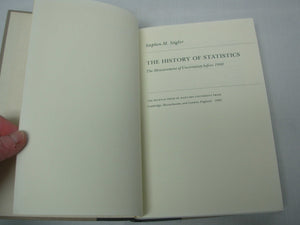 Stephen M. Stigler
THE HISTORY OF STATISTICS
The Measurement of Uncertainty before 1900
THE BELKNAP PRESS OF HARVARD UNIVERSITY PRESS
Cambridge, Massachusetts, and London, England